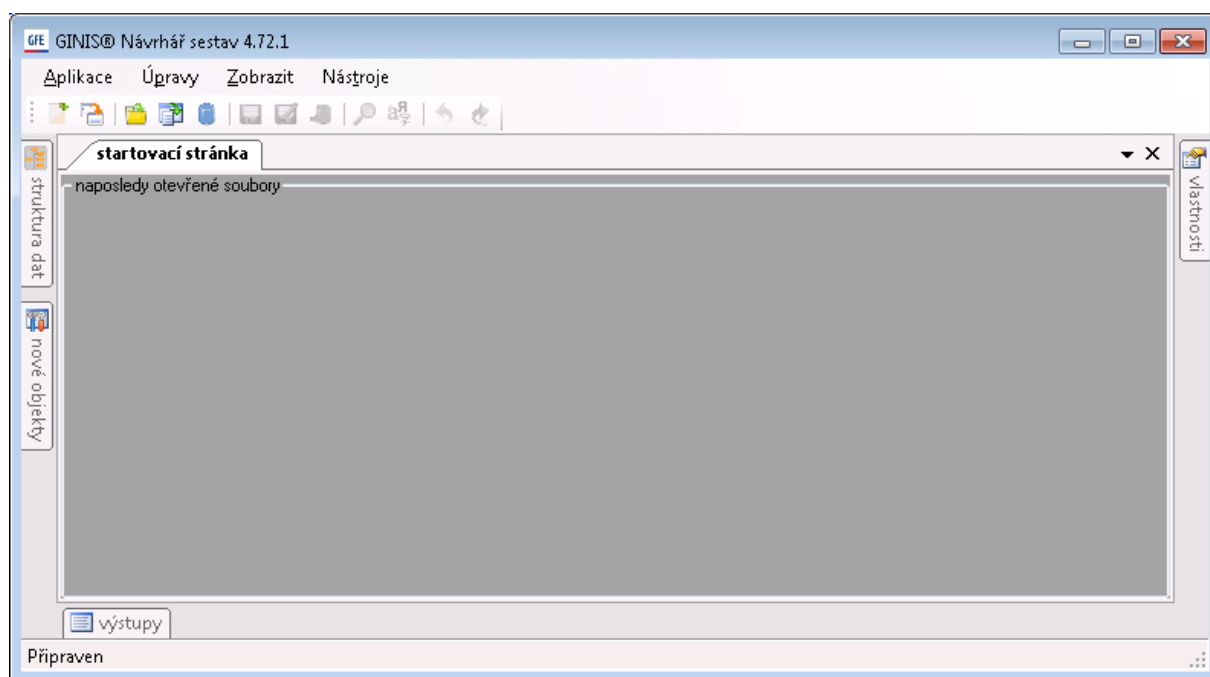 GFE GINIS® Návrhář sestav 4.72.1
Aplikace Úpravy Zobrazit Nástroje
startovací stránka
struktura dat
naposledy otevřené soubory
vlastnosti
nové objekty
výstupy
Připraven